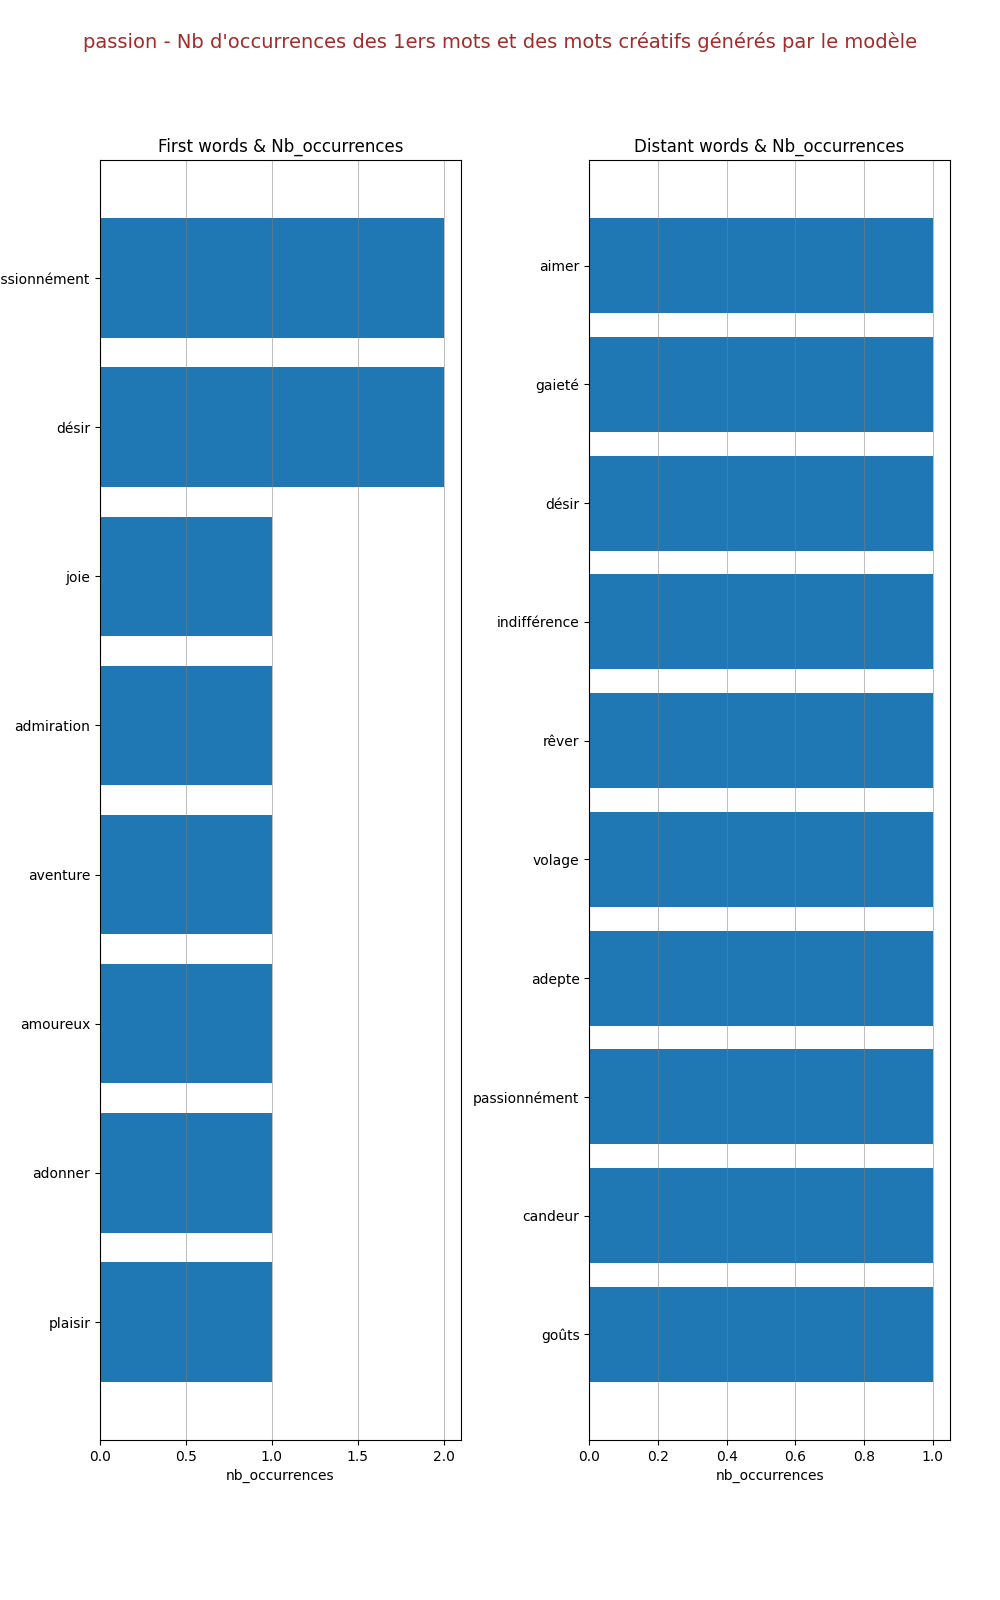 passion - Nb d'occurrences des 1ers mots et des mots créatifs générés par le modèle
First words & Nb_occurrences
ssionnément
désir
joie
admiration
aventure
amoureux
adonner
plaisir
0.0 0.5 1.0 1.5 2.0
nb_occurrences
Distant words & Nb_occurrences
aimer
gaieté
désir
indifférence
rêver
volage
adepte
passionnément
candeur
goûts
0.0 0.2 0.4 0.6 0.8 1.0
nb_occurrences